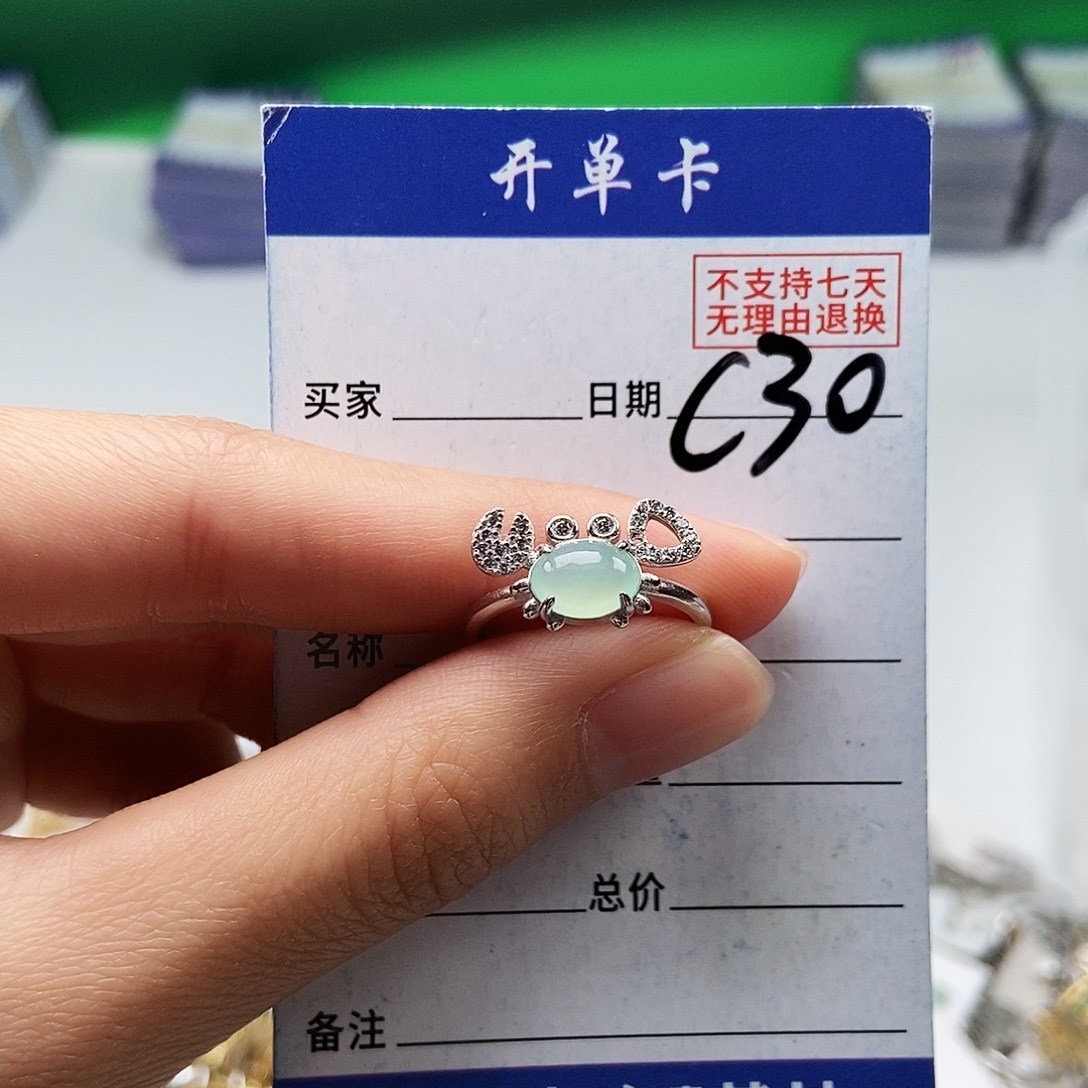 开单卡
不支持七天
无理由退换
买家 日期 C30
名称
总价
备注